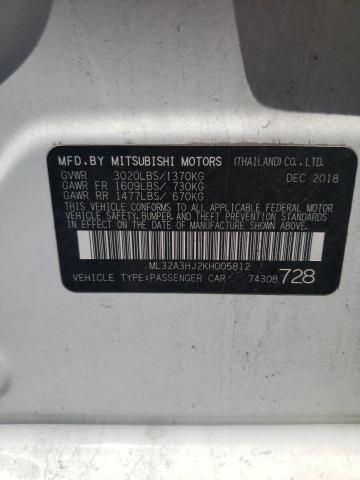 MFD.BY MITSUBISHI MOTORS (THAILAND) CO., LTD.
GVWR 3020LBS/1370KG DEC 2018
GAWR FR 1609LBS/ 730KG
GAWR RR 1477LBS/ 670KG
THIS VEHICLE CONFORMS TO ALL APPLICABLE FEDERAL MOTOR
VEHICLE SAFETY, BUMPER, AND THEFT PREVENTION STANDARDS
IN EFFECT ON THE DATE OF MANUFACTURE SHOWN ABOVE.
ML32A3HJ2KH005812
VEHICLE TYPE:PASSENGER CAR 74308 728